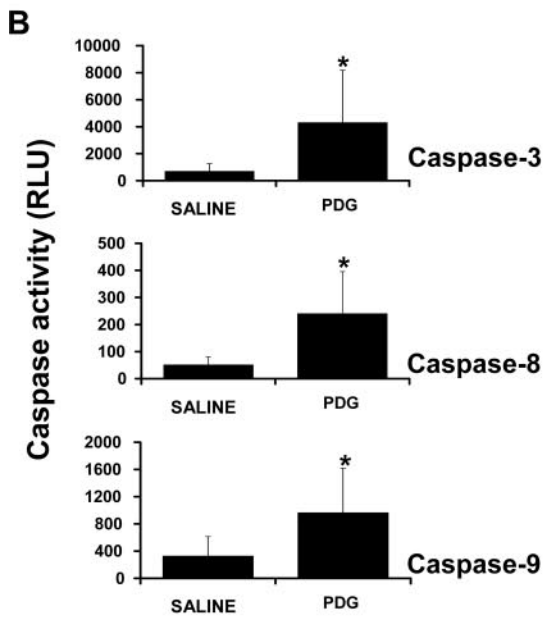 B
Caspase activity (RLU)
10000
8000
6000
4000
2000
0
*
SALINE
PDG
Caspase-3
500
400
300
200
100
0
*
SALINE
PDG
Caspase-8
2000
1600
1200
800
400
0
*
SALINE
PDG
Caspase-9